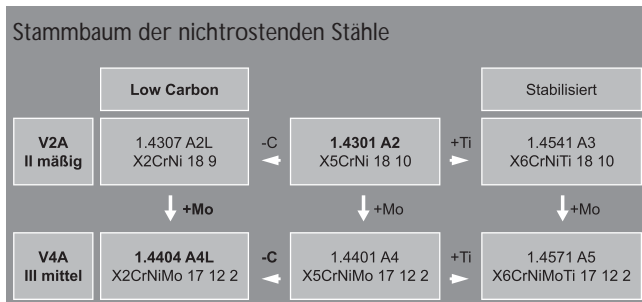 Stammbaum der nichtrostenden Stähle
Low Carbon
Stabilisiert
V2A
II mäßig
1.4307 A2L
X2CrNi 18 9
-C
1.4301 A2
X5CrNi 18 10
+Ti
1.4541 A3
X6CrNiTi 18 10
+Mo
+Mo
+Mo
V4A
III mittel
1.4404 A4L
X2CrNiMo 17 12 2
-C
1.4401 A4
X5CrNiMo 17 12 2
+Ti
1.4571 A5
X6CrNiMoTi 17 12 2